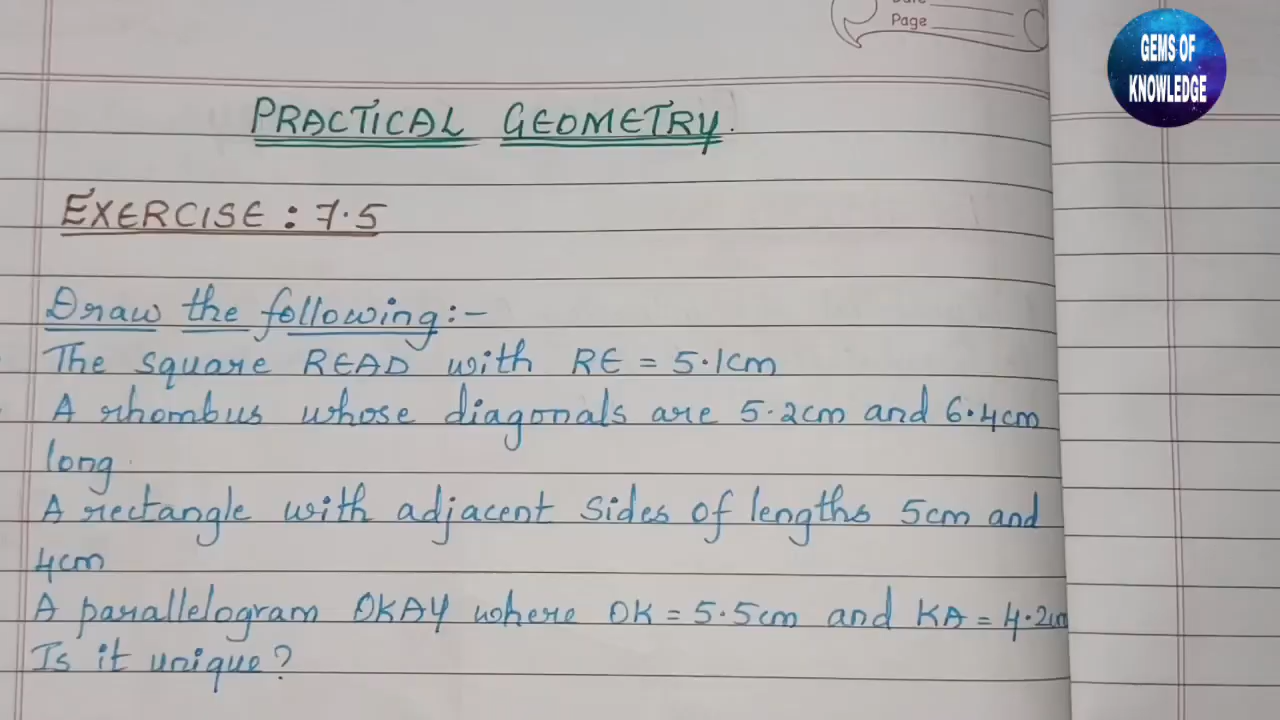 Page
GEMS OF
KNOWLEDGE
PRACTICAL GEOMETRY.
EXERCISE: 7.5
Draw the following:-
The square READ with RE = 5.1cm
A rhombus whose diagonals are 5.2cm and 6.4cm
long.
A rectangle with adjacent sides of lengths 5cm and
4cm
A parallelogram OKAY where OK = 5.5cm and KA = 4.2cm
Is it unique?